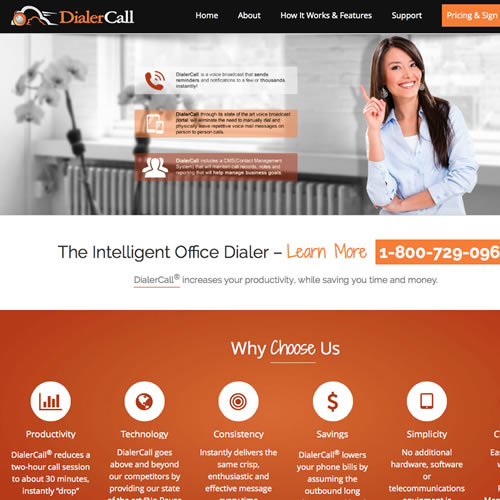 DialerCall
Home
About
How It Works & Features
Support
Pricing & Sign
DialerCall is a voice broadcast that sends
reminders and notifications to a few or thousands
instantly!
DialerCall through its state of the art voice broadcast
portal will eliminate the need to manually dial and
physically leave repetitive voice mail messages on
person to person calls.
DialerCall includes a CMS(Contact Management
System) that will maintain call records, notes and
reporting that will help manage business goals.
The Intelligent Office Dialer – Learn More 1-800-729-096
DialerCall® increases your productivity, while saving you time and money.
Why Choose Us
Productivity
DialerCall® reduces a
two-hour call session
to about 30 minutes,
instantly "drop"
Technology
DialerCall goes
above and beyond
our competitors by
providing our state
of the art "No Pause
Consistency
Instantly delivers the
same crisp,
enthusiastic and
effective message
every time
Savings
DialerCall® lowers
your phone bills by
assuming the
outbound long
Simplicity
No additional
hardware, software
or
telecommunications
equipment is